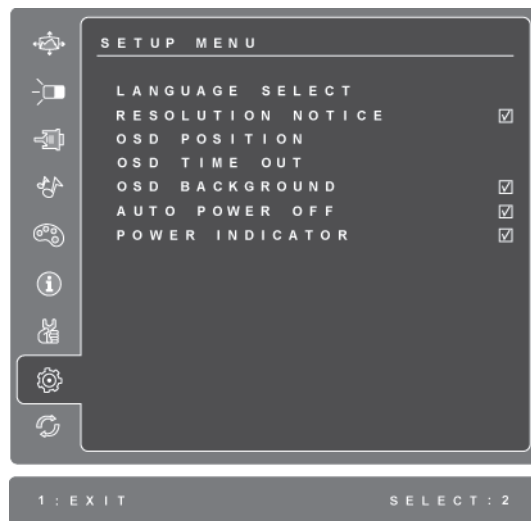 SETUP MENU
LANGUAGE SELECT
RESOLUTION NOTICE ☑
OSD POSITION
OSD TIME OUT
OSD BACKGROUND ☑
AUTO POWER OFF ☑
POWER INDICATOR ☑
1:EXIT SELECT:2